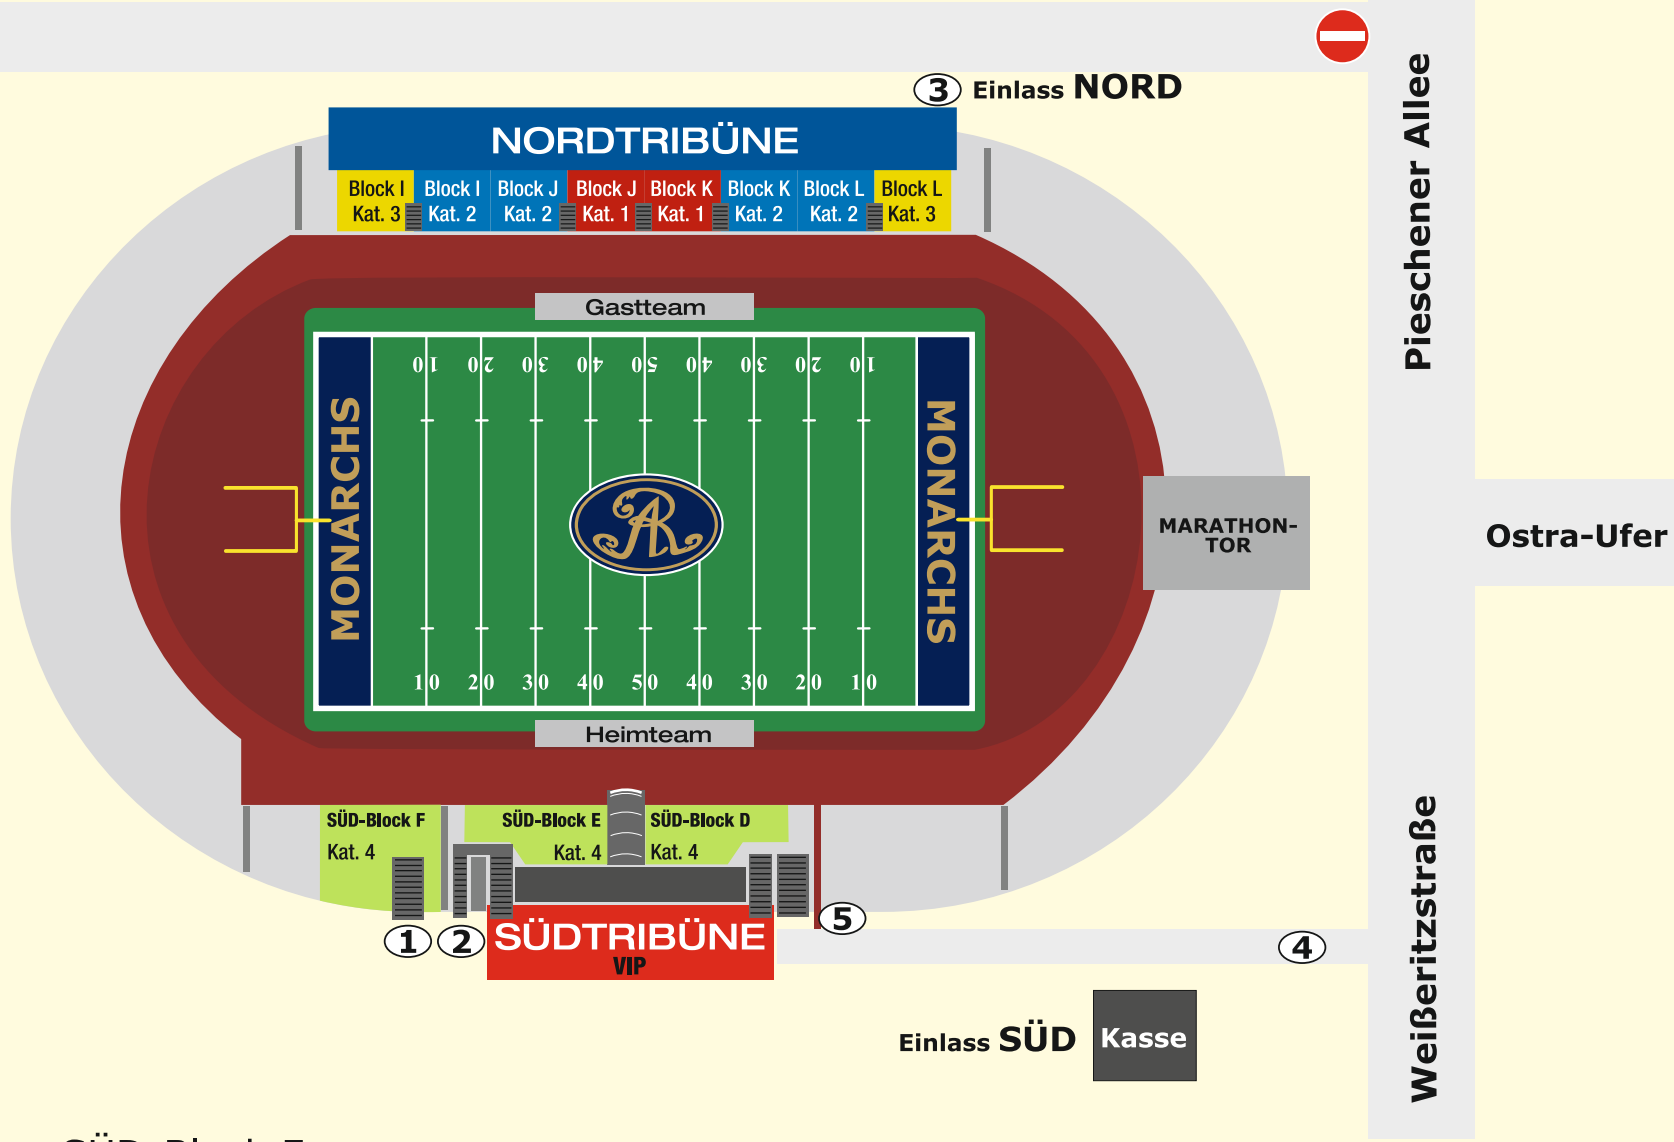 3 Einlass NORD
NORDTRIBÜNE
Block I
Kat. 3
Block I
Kat. 2
Block J
Kat. 2
Block J
Kat. 1
Block K
Kat. 1
Block K
Kat. 2
Block L
Kat. 2
Block L
Kat. 3
Gastteam
10 20 30 40 50 40 30 20 10
MONARCHS
MONARCHS
MARATHON-
TOR
10 20 30 40 50 40 30 20 10
Heimteam
SÜD-Block F
Kat. 4
SÜD-Block E
Kat. 4
SÜD-Block D
Kat. 4
1
2
SÜDTRIBÜNE
VIP
5
4
Einlass SÜD
Kasse
Pieschener Allee
Ostra-Ufer
Weißeritzstraße